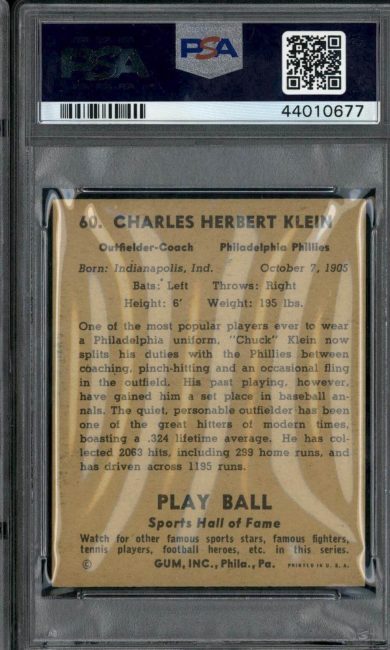 PSA
PSA
44010677
60. CHARLES HERBERT KLEIN
Outfielder-Coach Philadelphia Phillies
Born: Indianapolis, Ind. October 7, 1905
Bats: Left Throws: Right
Height: 6' Weight: 195 lbs.
One of the most popular players ever to wear
a Philadelphia uniform, "Chuck" Klein now
splits his duties with the Phillies between
coaching, pinch-hitting and an occasional fling
in the outfield. His past playing, however,
have gained him a set place in baseball an-
nals. The quiet, personable outfielder has been
one of the great hitters of modern times,
boasting a .324 lifetime average. He has col-
lected 2063 hits, including 299 home runs, and
has driven across 1195 runs.
PLAY BALL
Sports Hall of Fame
Watch for other famous sports stars, famous fighters,
tennis players, football heroes, etc. in this series.
© GUM, INC., Phila., Pa. PRINTED IN U. S. A.